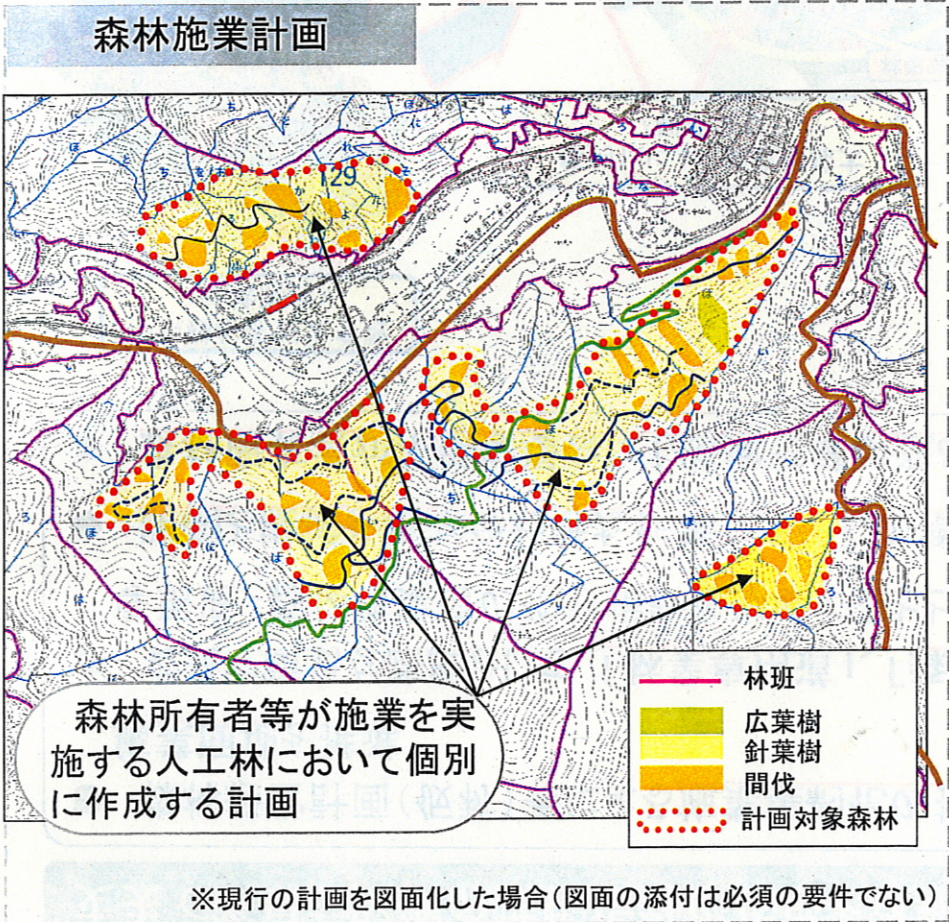 森林施業計画
129
森林所有者等が施業を実
施する人工林において個別
に作成する計画
林班
広葉樹
針葉樹
間伐
計画対象森林
※現行の計画を図面化した場合(図面の添付は必須の要件でない)